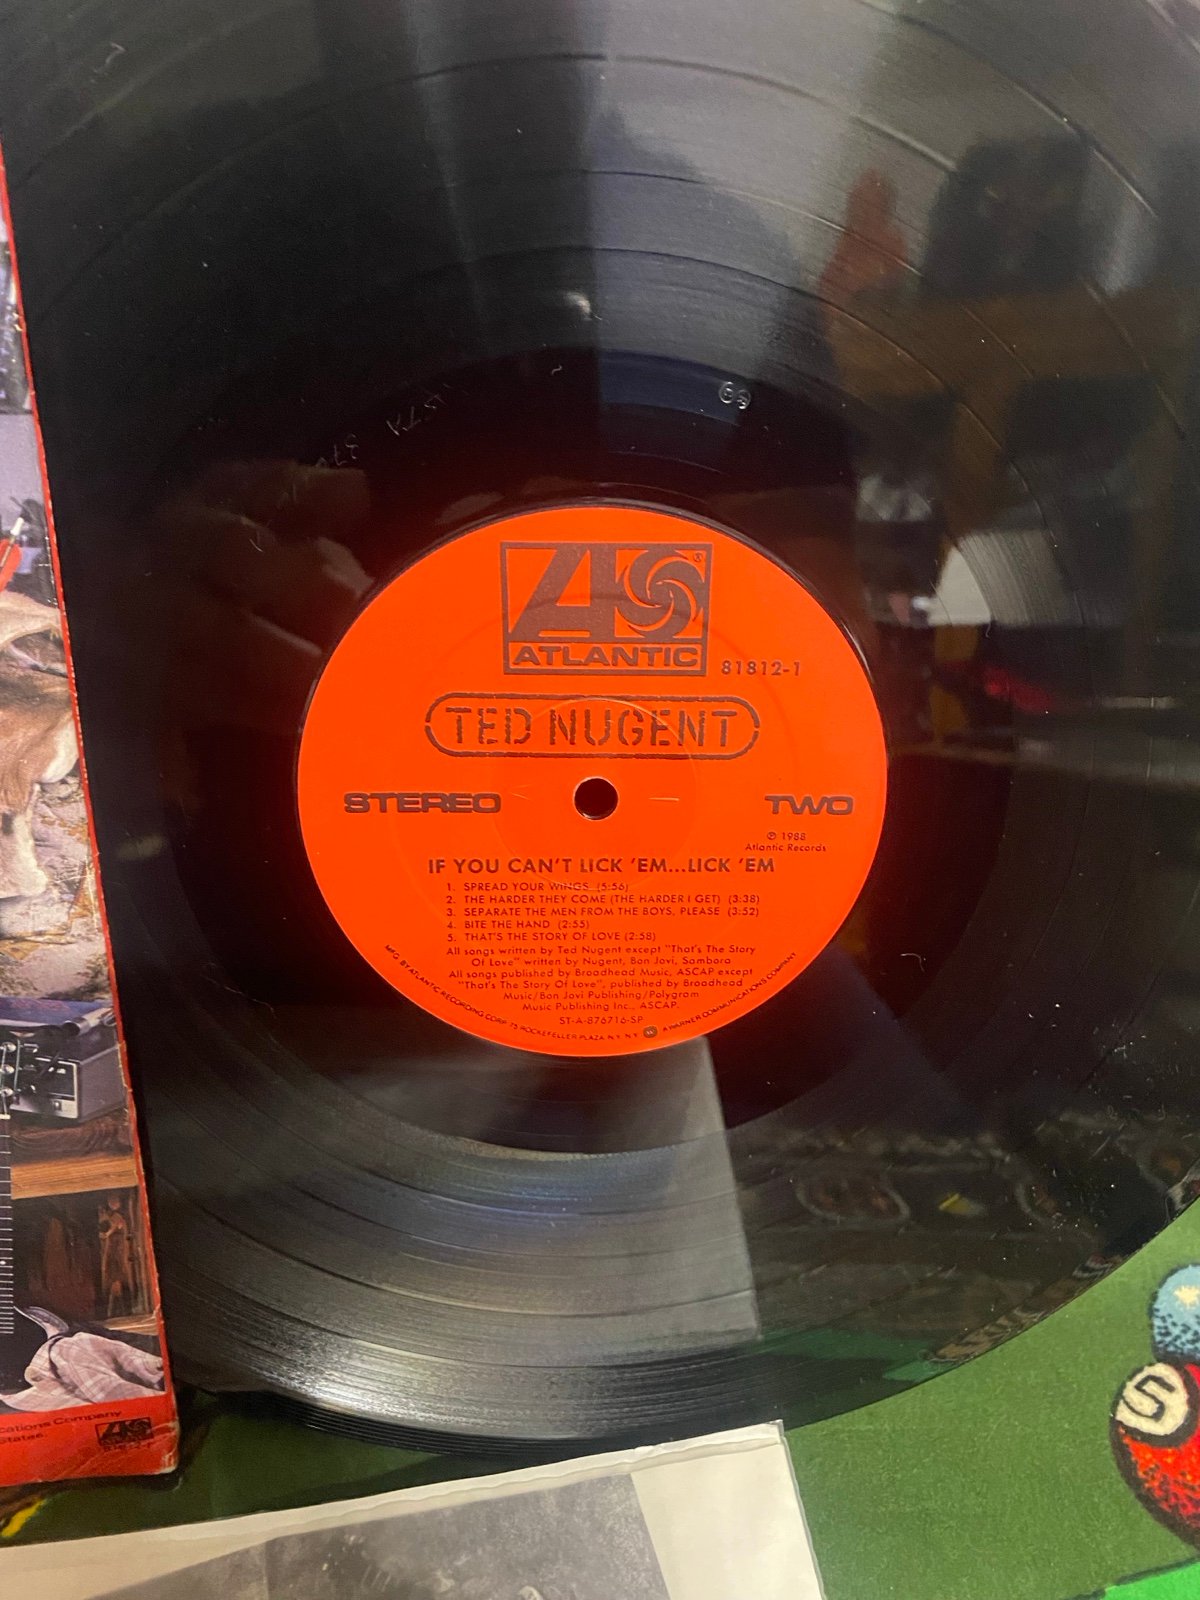 ATLANTIC
®
81812-1
TED NUGENT
STEREO
TWO
℗ 1988
Atlantic Records
IF YOU CAN'T LICK 'EM...LICK 'EM
1. SPREAD YOUR WINGS (5:56)
2. THE HARDER THEY COME (THE HARDER I GET) (3:38)
3. SEPARATE THE MEN FROM THE BOYS, PLEASE (3:52)
4. BITE THE HAND (2:55)
5. THAT'S THE STORY OF LOVE (2:58)
All songs written by Ted Nugent except "That's The Story
Of Love" written by Nugent, Bon Jovi, Sambora
All songs published by Broadhead Music, ASCAP except
"That's The Story Of Love", published by Broadhead
Music/Bon Jovi Publishing/Polygram
Music Publishing Inc., ASCAP.
ST-A-876716-SP
MFG. BY ATLANTIC RECORDING CORP. 75 ROCKEFELLER PLAZA N.Y. N.Y. A WARNER COMMUNICATIONS COMPANY
cations Company
States.
5